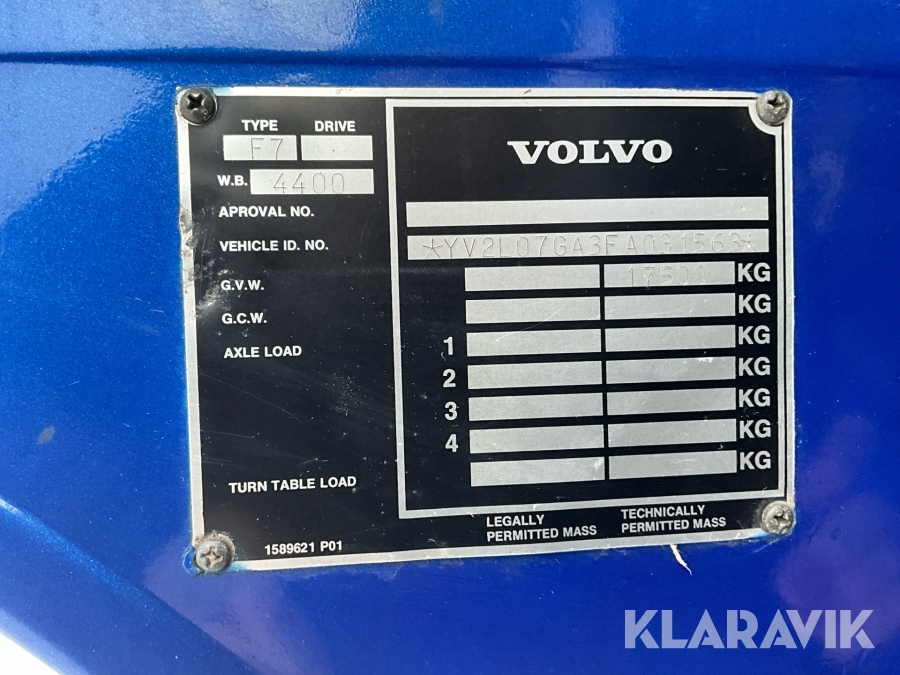 TYPE DRIVE
F7
W.B. 4400
VOLVO
APROVAL NO.
VEHICLE ID. NO. *YV2L07GA3FA031563*
G.V.W. 17500 KG
G.C.W. KG
AXLE LOAD 1 KG
2 KG
3 KG
4 KG
TURN TABLE LOAD KG
LEGALLY PERMITTED MASS
TECHNICALLY PERMITTED MASS
1589621 P01
KLARAVIK